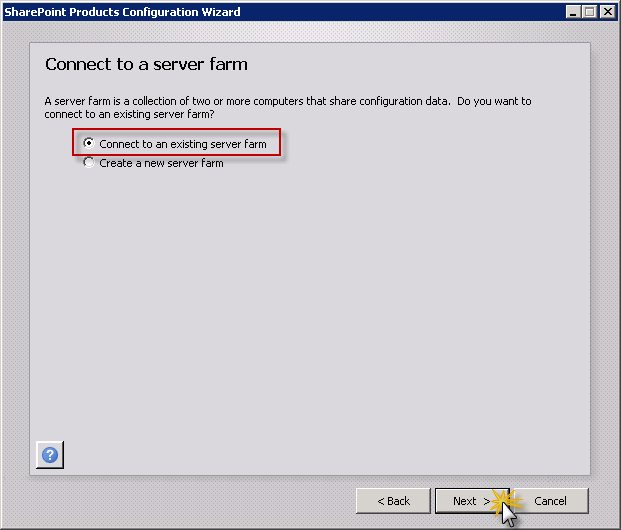 SharePoint Products Configuration Wizard
Connect to a server farm
A server farm is a collection of two or more computers that share configuration data.  Do you want to
connect to an existing server farm?
Connect to an existing server farm
Create a new server farm
?
< Back
Next >
Cancel